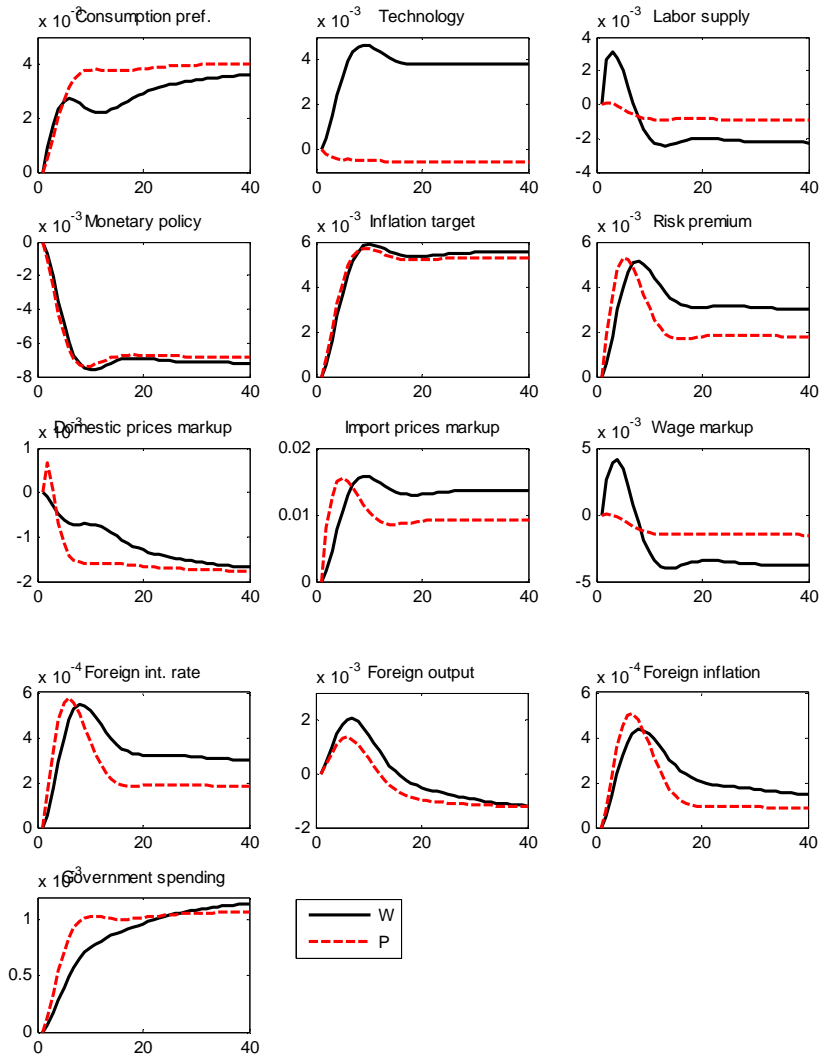 x 10^-3 Consumption pref.
6
4
2
0
0 20 40
x 10^-3 Technology
6
4
2
0
0 20 40
x 10^-3 Labor supply
4
2
0
-2
-4
0 20 40
x 10^-3 Monetary policy
0
-2
-4
-6
-8
0 20 40
x 10^-3 Inflation target
6
4
2
0
0 20 40
x 10^-3 Risk premium
6
4
2
0
0 20 40
x 10^-3 Domestic prices markup
1
0
-1
-2
0 20 40
Import prices markup
0.02
0.01
0
0 20 40
x 10^-3 Wage markup
5
0
-5
0 20 40
x 10^-4 Foreign int. rate
6
4
2
0
0 20 40
x 10^-3 Foreign output
2
0
-2
0 20 40
x 10^-4 Foreign inflation
6
4
2
0
0 20 40
x 10^-3 Government spending
1
0.5
0
0 20 40
W
P